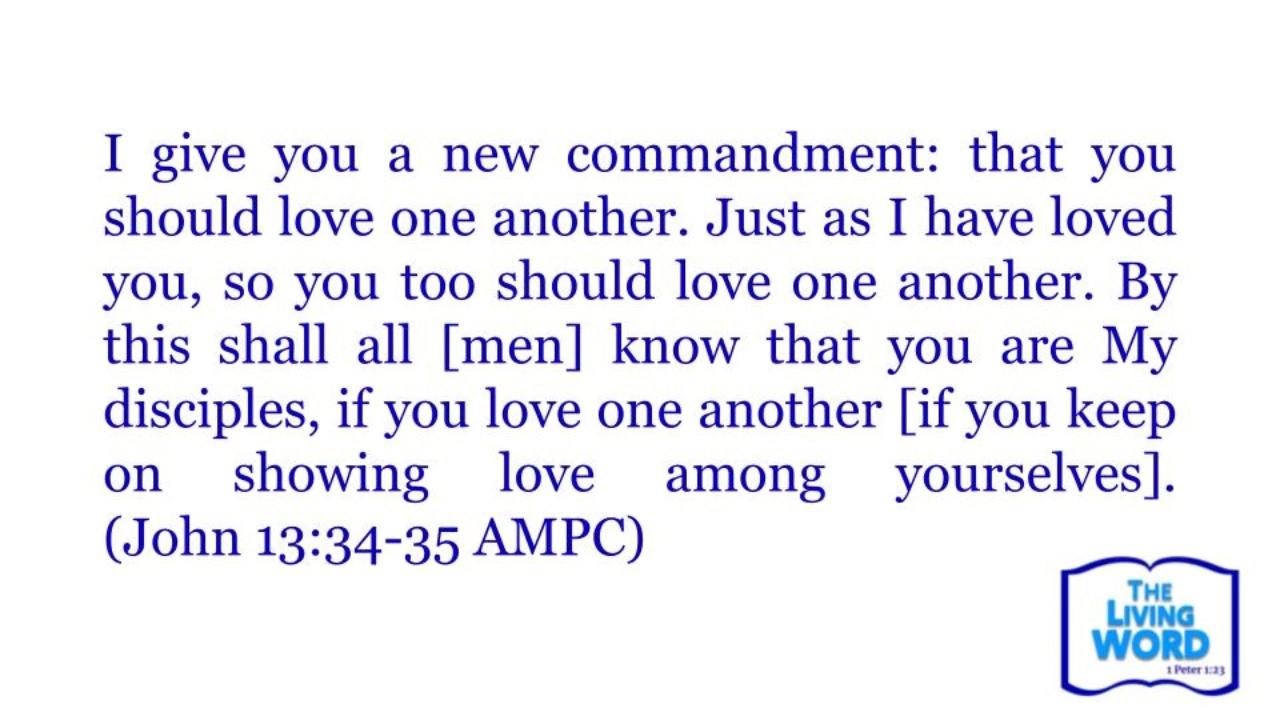 I give you a new commandment: that you
should love one another. Just as I have loved
you, so you too should love one another. By
this shall all [men] know that you are My
disciples, if you love one another [if you keep
on showing love among yourselves].
(John 13:34-35 AMPC)
THE
LIVING
WORD
1 Peter 1:23